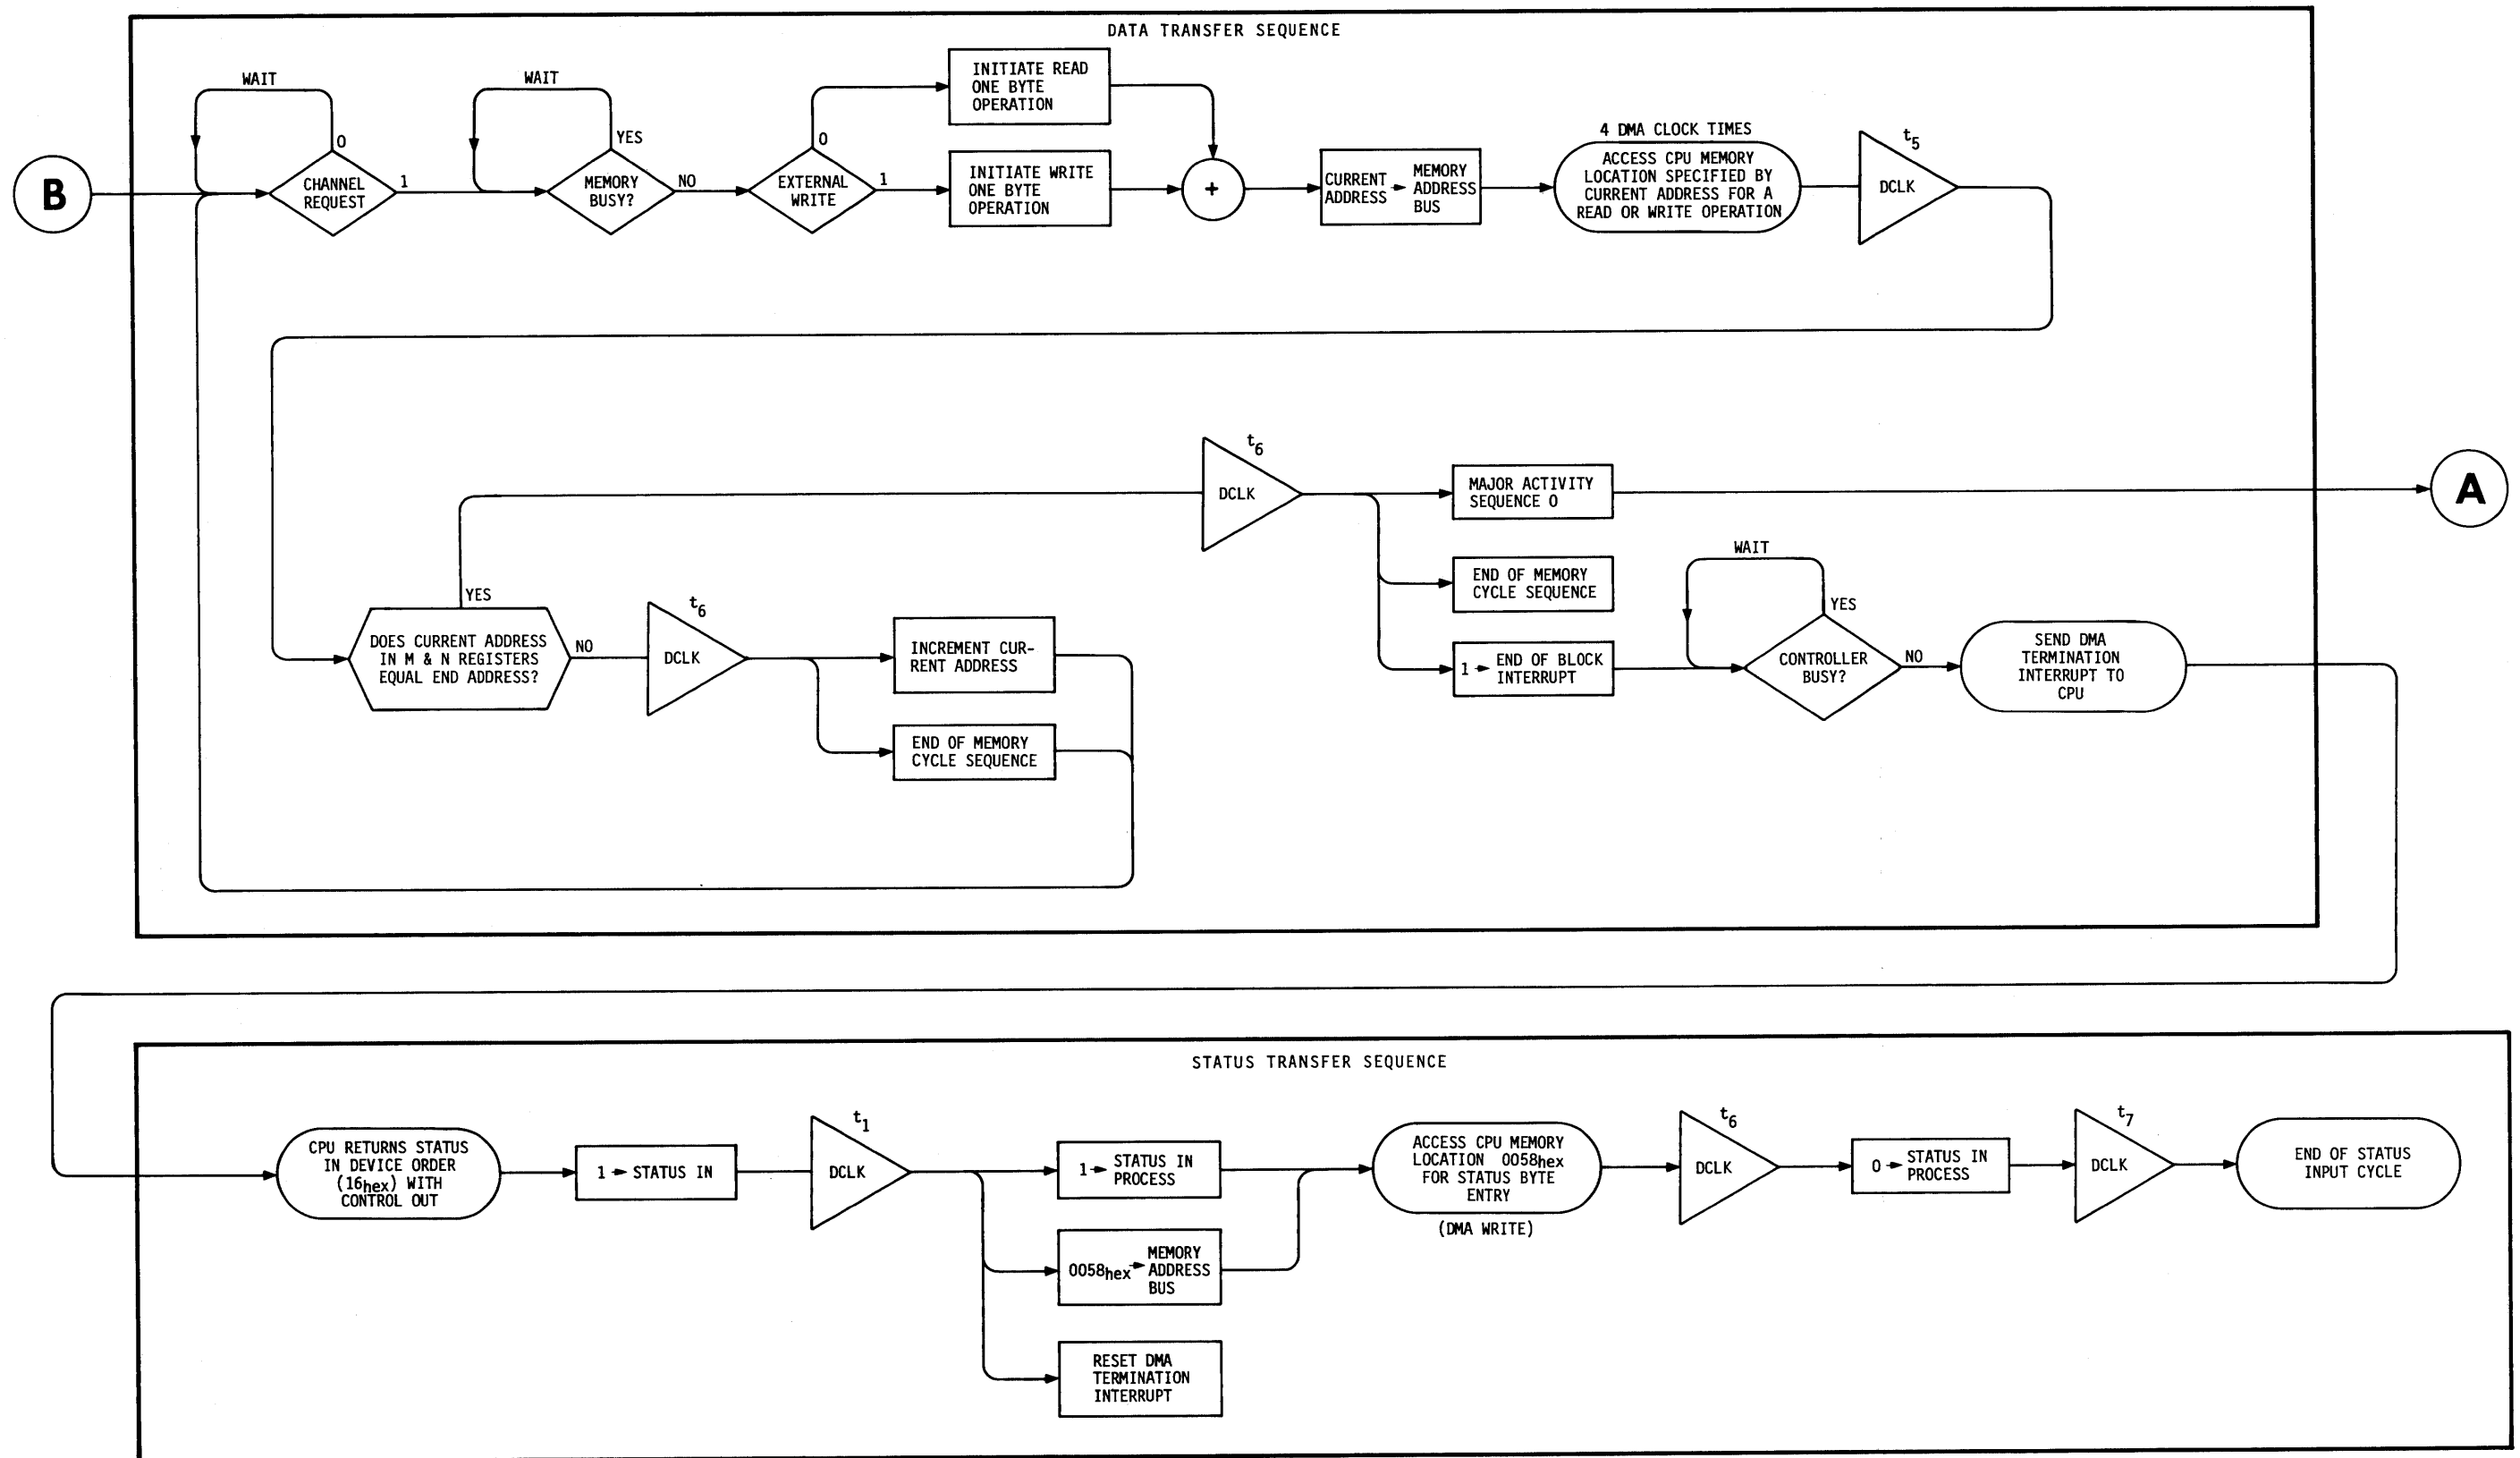 DATA TRANSFER SEQUENCE
WAIT
WAIT
INITIATE READ
ONE BYTE
OPERATION
0
YES
0
4 DMA CLOCK TIMES
t5
B
CHANNEL
REQUEST
1
MEMORY
BUSY?
NO
EXTERNAL
WRITE
1
INITIATE WRITE
ONE BYTE
OPERATION
+
CURRENT
ADDRESS
MEMORY
ADDRESS
BUS
ACCESS CPU MEMORY
LOCATION SPECIFIED BY
CURRENT ADDRESS FOR A
READ OR WRITE OPERATION
DCLK
t6
DCLK
MAJOR ACTIVITY
SEQUENCE 0
A
END OF MEMORY
CYCLE SEQUENCE
WAIT
YES
1 → END OF BLOCK
INTERRUPT
CONTROLLER
BUSY?
NO
SEND DMA
TERMINATION
INTERRUPT TO
CPU
YES
DOES CURRENT ADDRESS
IN M & N REGISTERS
EQUAL END ADDRESS?
NO
t6
DCLK
INCREMENT CUR-
RENT ADDRESS
END OF MEMORY
CYCLE SEQUENCE
STATUS TRANSFER SEQUENCE
CPU RETURNS STATUS
IN DEVICE ORDER
(16hex) WITH
CONTROL OUT
1 → STATUS IN
t1
DCLK
1 → STATUS IN
PROCESS
0058hex →
MEMORY
ADDRESS
BUS
RESET DMA
TERMINATION
INTERRUPT
ACCESS CPU MEMORY
LOCATION 0058hex
FOR STATUS BYTE
ENTRY
(DMA WRITE)
t6
DCLK
0 → STATUS IN
PROCESS
t7
DCLK
END OF STATUS
INPUT CYCLE